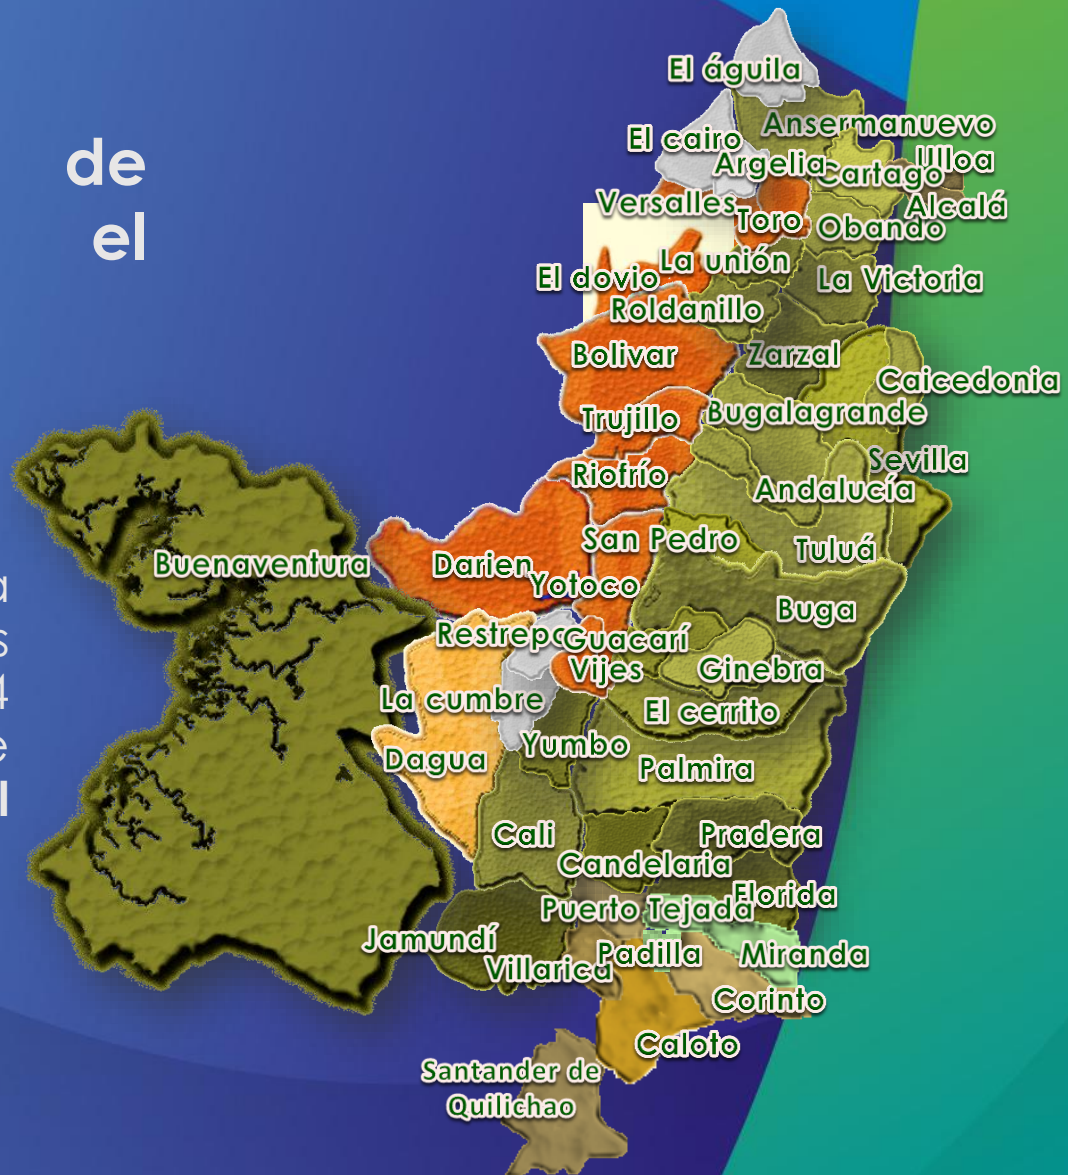 de
el
a
s
4
e
l
El águila
Ansermanuevo
El cairo
Argelia
Ulloa
Cartago
Versalles
Alcalá
Toro
Obando
La unión
El dovio
La Victoria
Roldanillo
Bolivar
Zarzal
Caicedonia
Trujillo
Bugalagrande
Sevilla
Riofrío
Andalucía
San Pedro
Tuluá
Buenaventura
Darien
Yotoco
Buga
Restrepo
Guacarí
Vijes
Ginebra
La cumbre
El cerrito
Yumbo
Dagua
Palmira
Cali
Pradera
Candelaria
Florida
Puerto Tejada
Jamundí
Padilla
Miranda
Villarica
Corinto
Caloto
Santander de
Quilichao